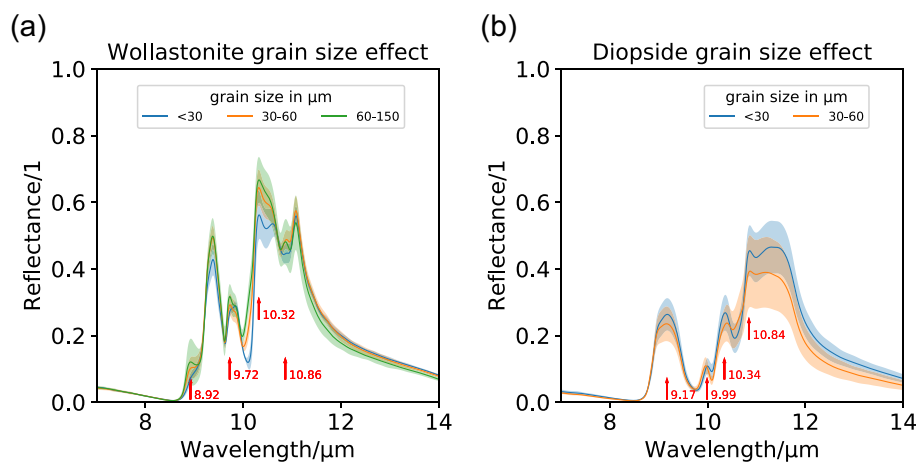 (a)
Wollastonite grain size effect
grain size in μm
<30 30-60 60-150
Reflectance/1
1.0
0.8
0.6
0.4
0.2
0.0
8.92
9.72
10.32
10.86
8 10 12 14
Wavelength/μm
(b)
Diopside grain size effect
grain size in μm
<30 30-60
Reflectance/1
1.0
0.8
0.6
0.4
0.2
0.0
9.17
9.99
10.34
10.84
8 10 12 14
Wavelength/μm